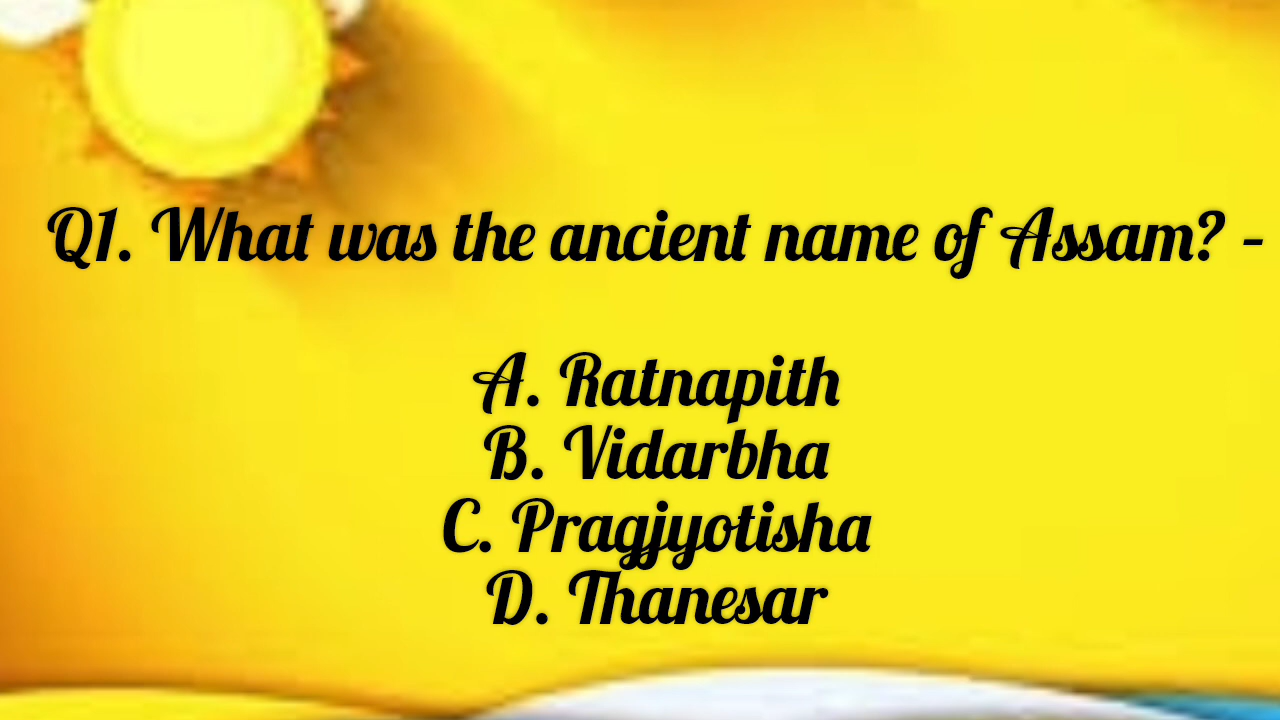 Q1. What was the ancient name of Assam? -
A. Ratnapith
B. Vidarbha
C. Pragjyotisha
D. Thanesar